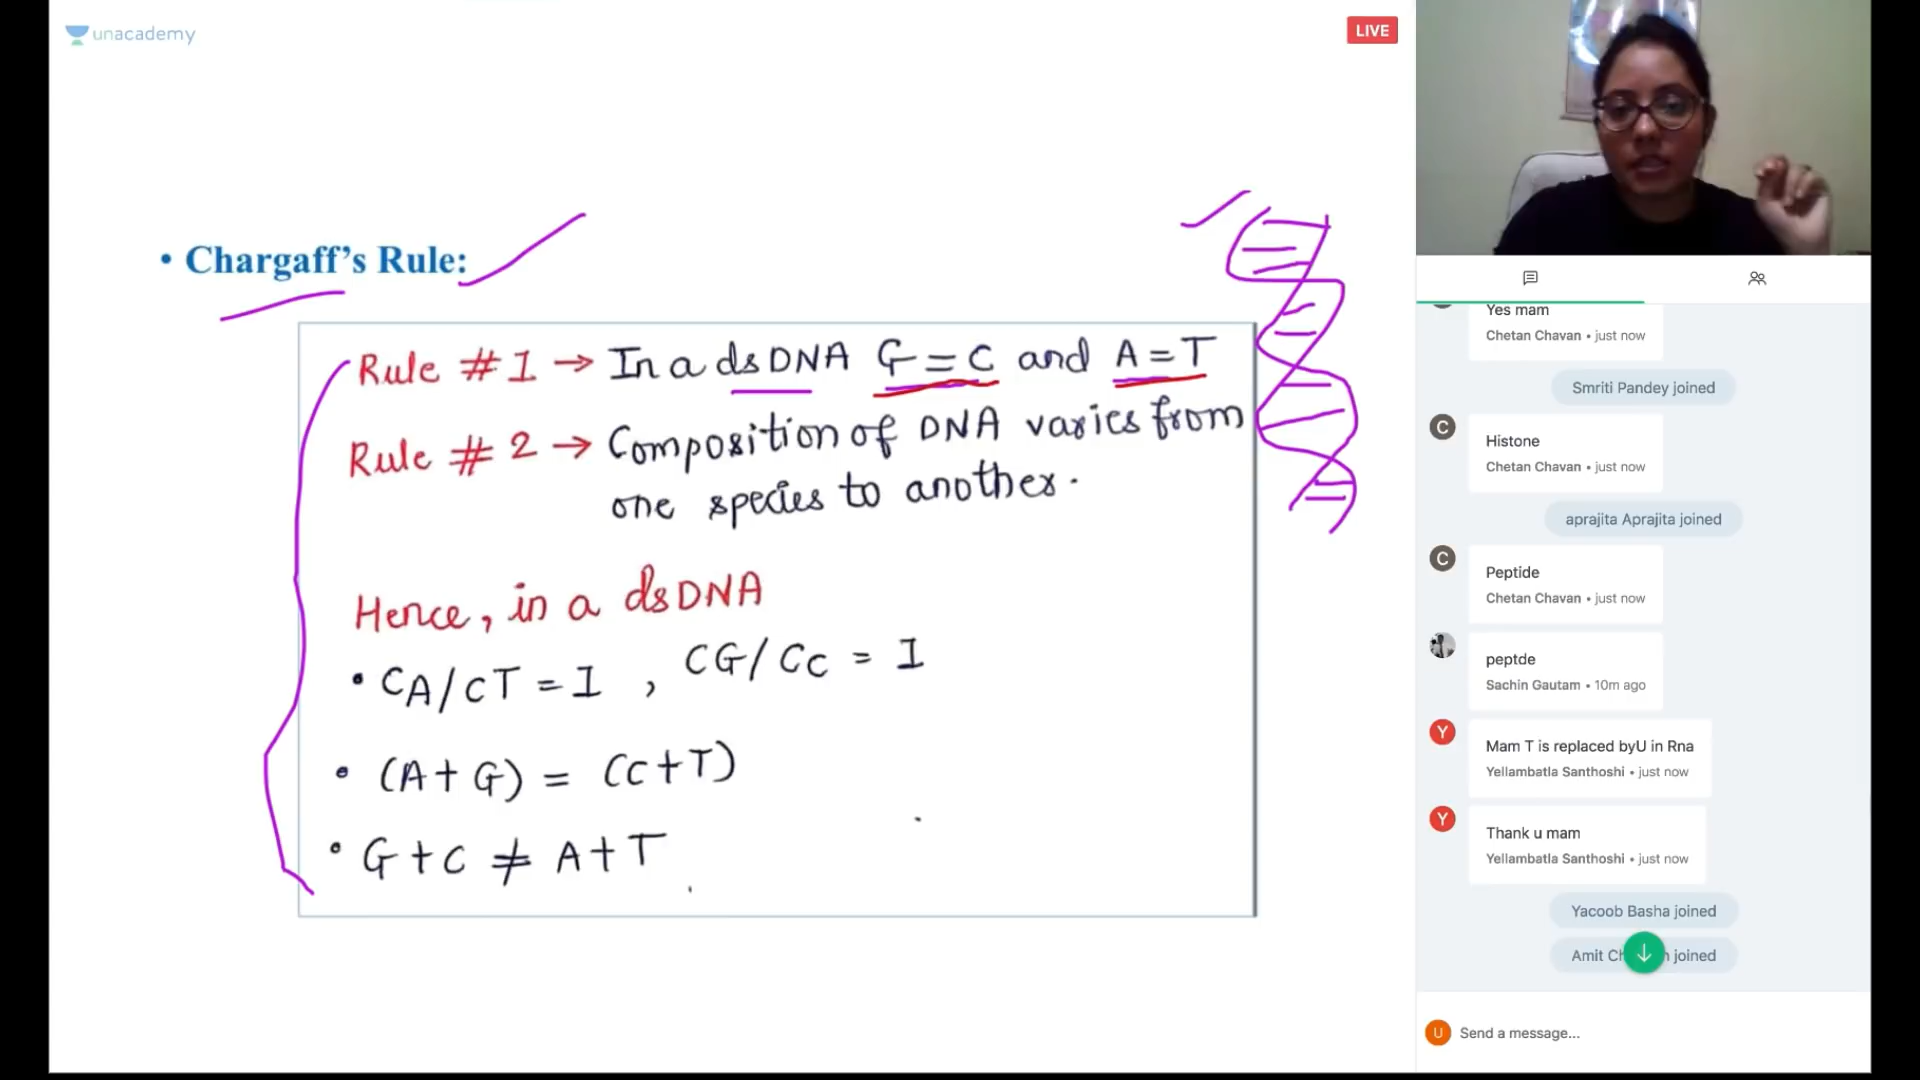 unacademy
LIVE
• Chargaff's Rule:
Rule #1 → In a dsDNA G = C and A = T
Rule # 2 → Composition of DNA varies from
one species to another.
Hence, in a dsDNA
• CA/CT = I , CG/CC = I
• (A+G) = (C+T)
• G+C ≠ A+T
Yes mam
Chetan Chavan • just now
Smriti Pandey joined
C
Histone
Chetan Chavan • just now
aprajita Aprajita joined
C
Peptide
Chetan Chavan • just now
peptde
Sachin Gautam • 10m ago
Y
Mam T is replaced byU in Rna
Yellambatla Santhoshi • just now
Y
Thank u mam
Yellambatla Santhoshi • just now
Yacoob Basha joined
Amit joined
U
Send a message...